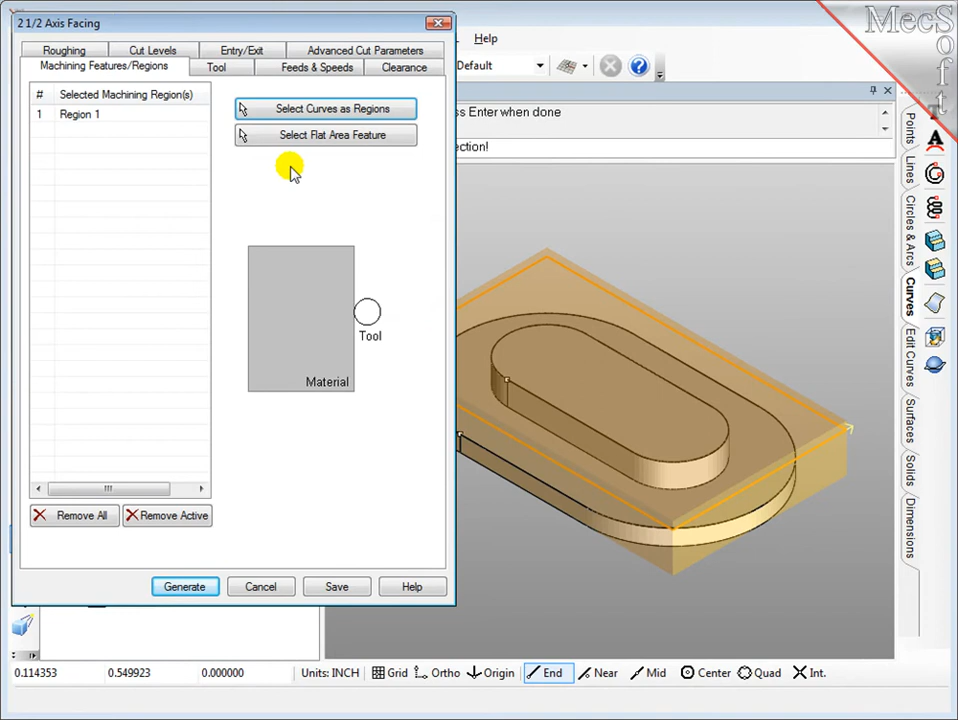 2 1/2 Axis Facing
Roughing
Cut Levels
Entry/Exit
Advanced Cut Parameters
Machining Features/Regions
Tool
Feeds & Speeds
Clearance
# Selected Machining Region(s)
1 Region 1
Select Curves as Regions
Select Flat Area Feature
Tool
Material
Remove All
Remove Active
Generate
Cancel
Save
Help
Help
Default
ss Enter when done
ection!
MecSoft
Points
Lines
Circles & Arcs
Curves
Edit Curves
Surfaces
Solids
Dimensions
0.114353 0.549923 0.000000 Units: INCH Grid Ortho Origin End Near Mid Center Quad Int.